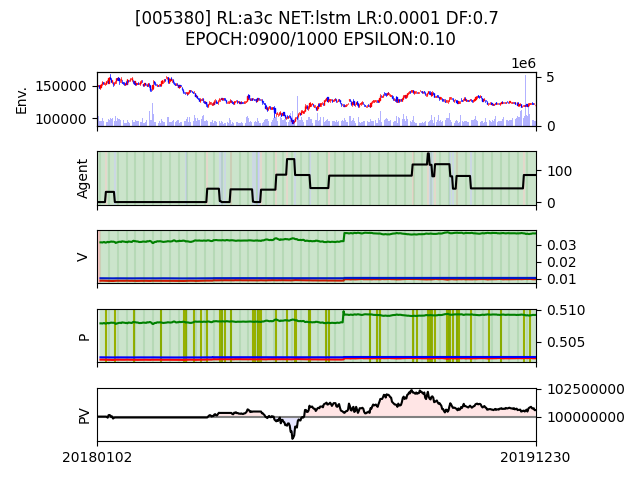 [005380] RL:a3c NET:lstm LR:0.0001 DF:0.7
EPOCH:0900/1000 EPSILON:0.10
1e6
Env.
150000
100000
5
0
Agent
100
0
V
0.03
0.02
0.01
P
0.510
0.505
PV
102500000
100000000
20180102
20191230